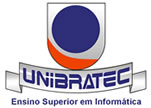 UNIBRATEC
Ensino Superior em Informática